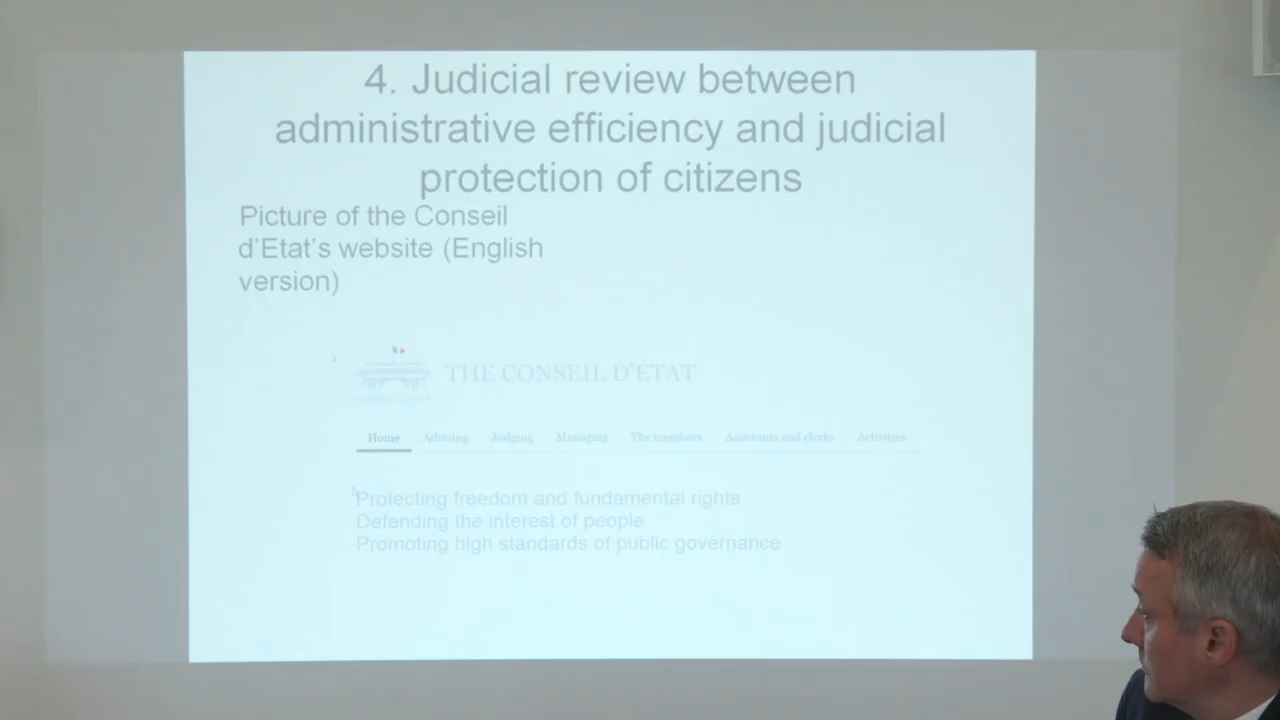 4. Judicial review between
administrative efficiency and judicial
protection of citizens
Picture of the Conseil
d'Etat's website (English
version)
THE CONSEIL D'ÉTAT
Home Advising Judging Managing The members Assistants and clerks Activities
Protecting freedom and fundamental rights
Defending the interest of people
Promoting high standards of public governance